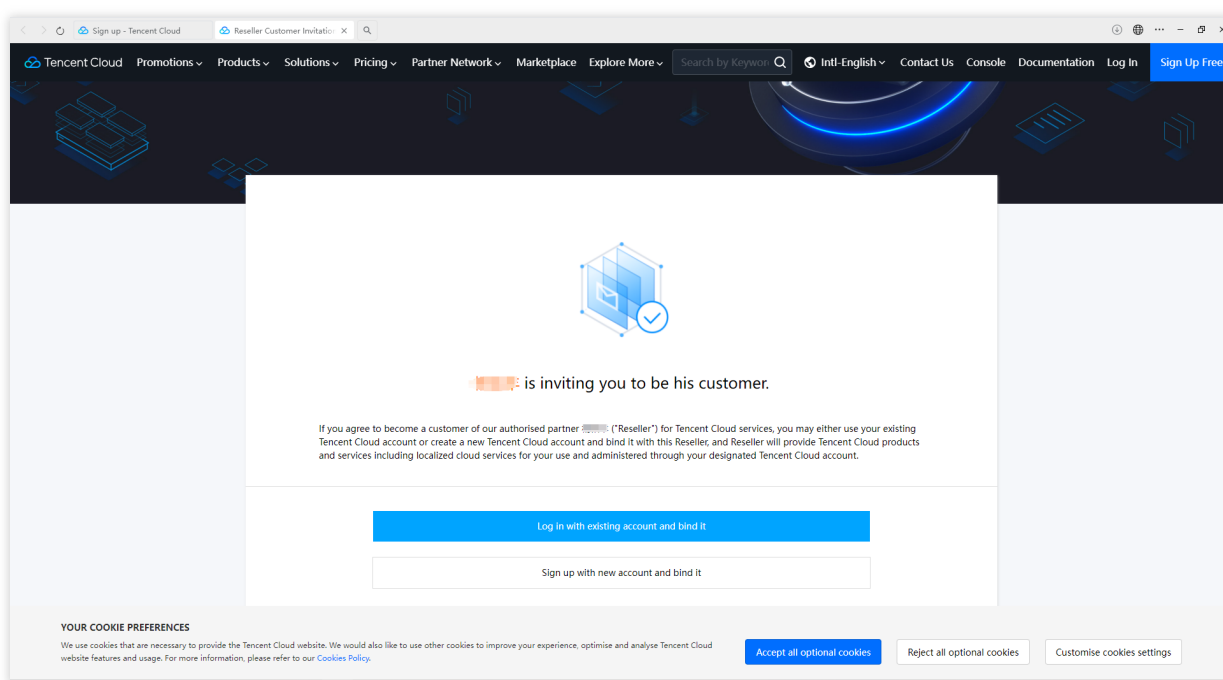 Sign up - Tencent Cloud
Reseller Customer Invitation
Tencent Cloud Promotions Products Solutions Pricing Partner Network Marketplace Explore More Search by Keywor Intl-English Contact Us Console Documentation Log In Sign Up Free
is inviting you to be his customer.
If you agree to become a customer of our authorised partner ("Reseller") for Tencent Cloud services, you may either use your existing
Tencent Cloud account or create a new Tencent Cloud account and bind it with this Reseller, and Reseller will provide Tencent Cloud products
and services including localized cloud services for your use and administered through your designated Tencent Cloud account.
Log in with existing account and bind it
Sign up with new account and bind it
YOUR COOKIE PREFERENCES
We use cookies that are necessary to provide the Tencent Cloud website. We would also like to use other cookies to improve your experience, optimise and analyse Tencent Cloud
website features and usage. For more information, please refer to our Cookies Policy.
Accept all optional cookies
Reject all optional cookies
Customise cookies settings